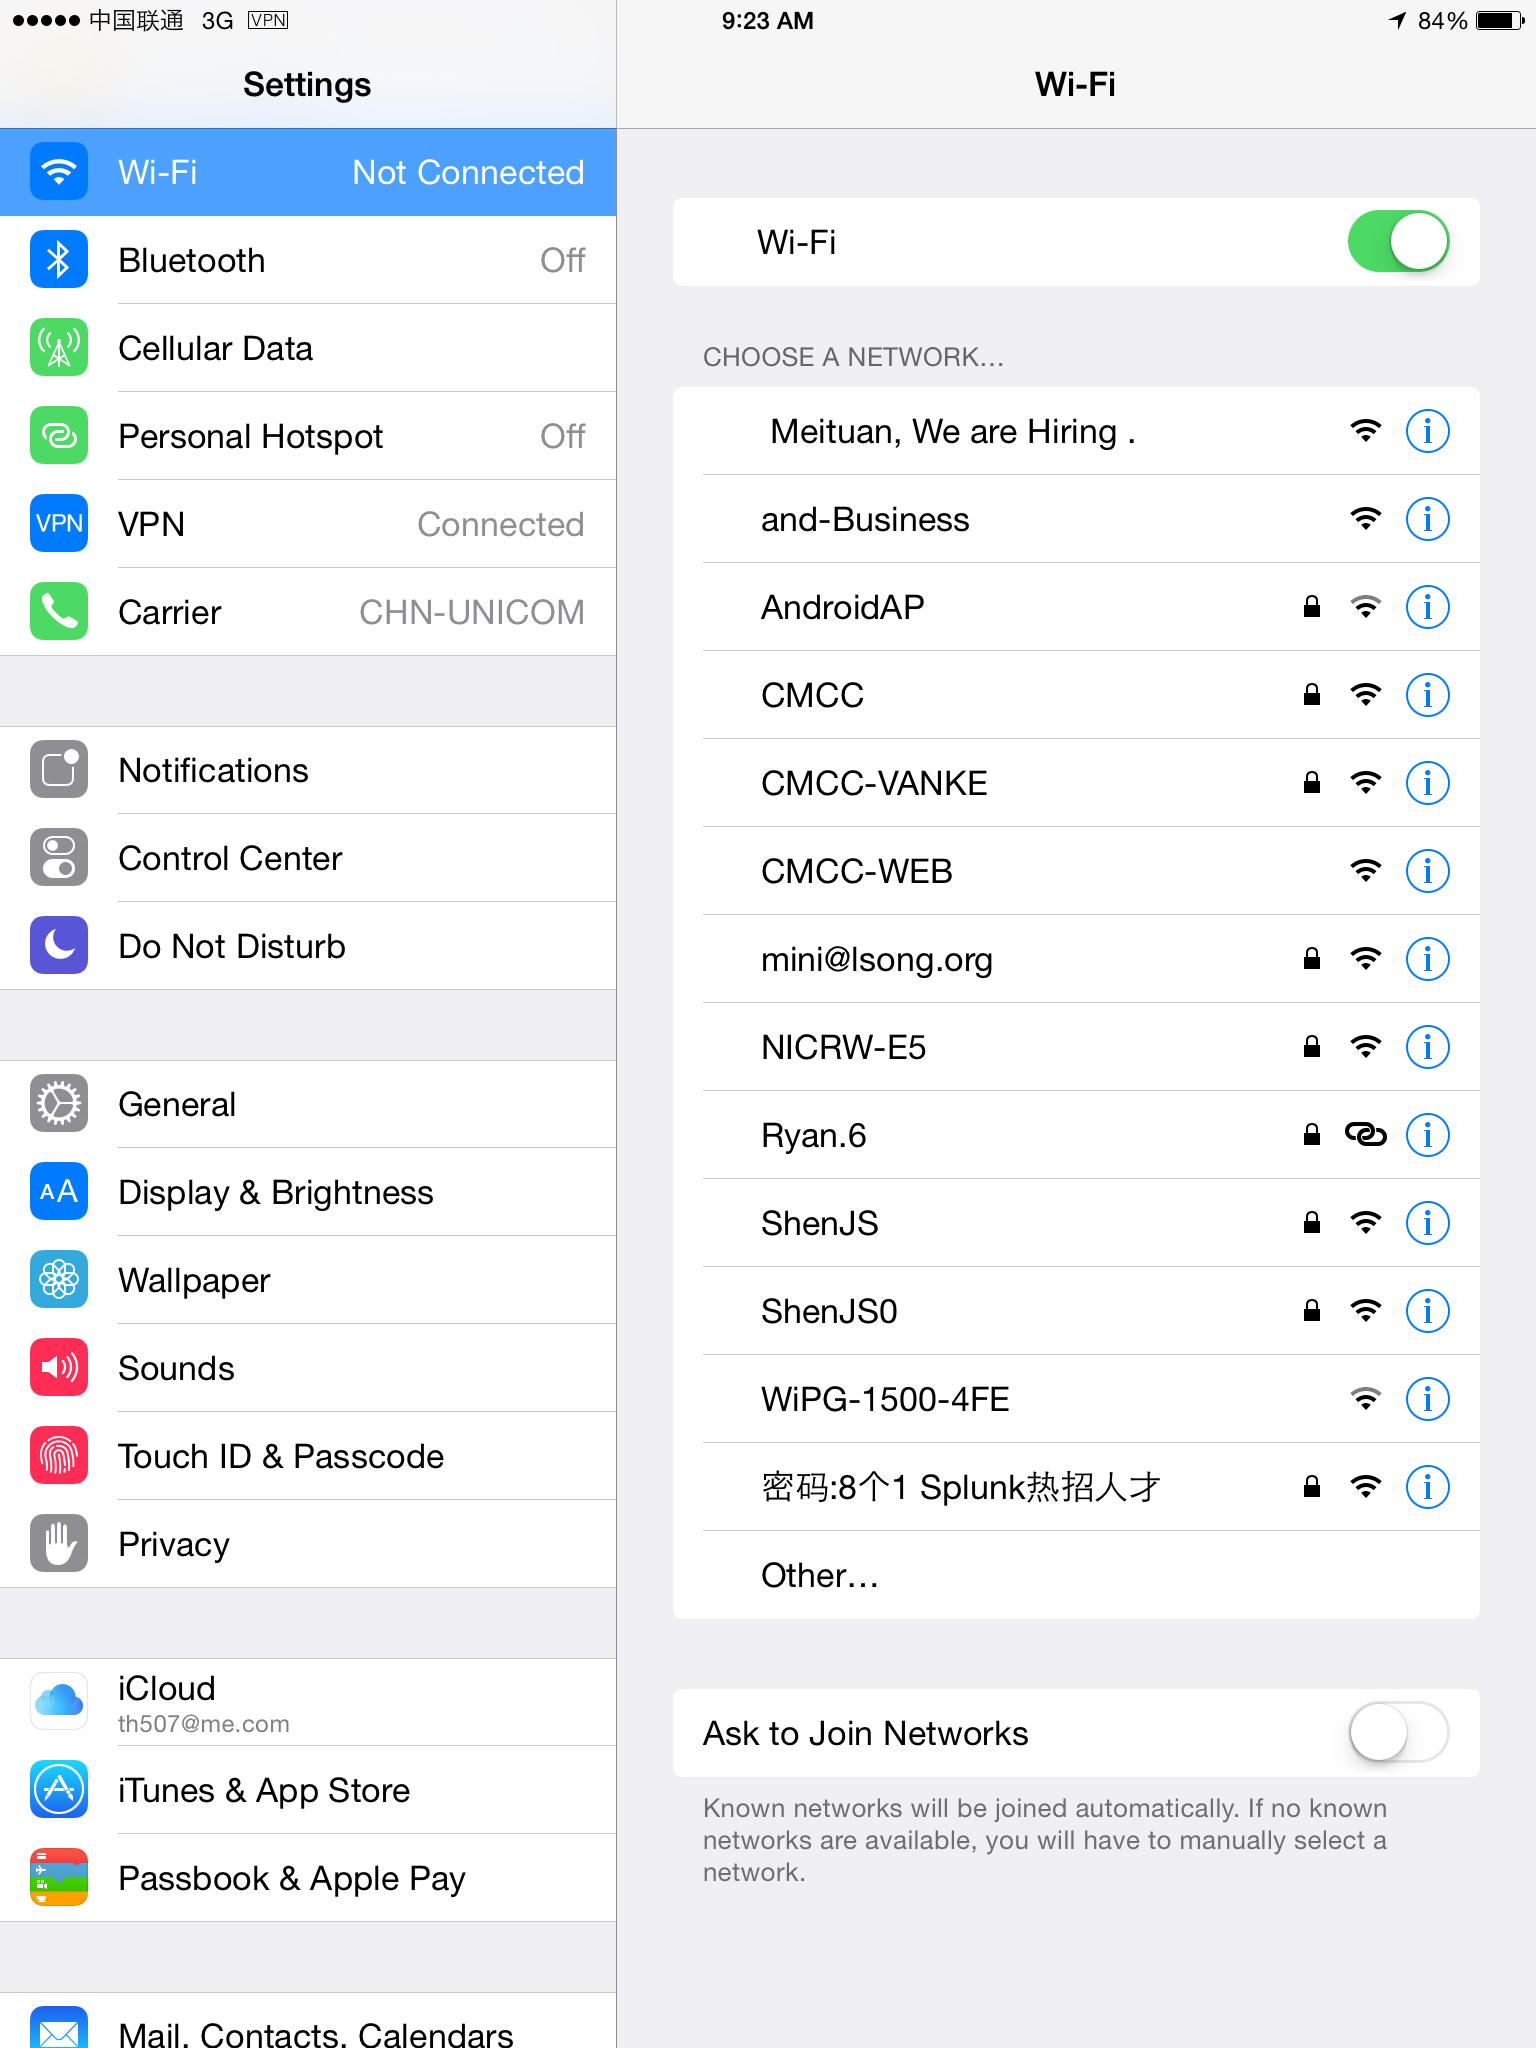 中国联通 3G VPN
9:23 AM
84%
Settings
Wi-Fi
Wi-Fi Not Connected
Bluetooth Off
Cellular Data
Personal Hotspot Off
VPN VPN Connected
Carrier CHN-UNICOM
Notifications
Control Center
Do Not Disturb
General
AA Display & Brightness
Wallpaper
Sounds
Touch ID & Passcode
Privacy
iCloud
th507@me.com
iTunes & App Store
Passbook & Apple Pay
Mail, Contacts, Calendars
Wi-Fi
CHOOSE A NETWORK...
Meituan, We are Hiring .
and-Business
AndroidAP
CMCC
CMCC-VANKE
CMCC-WEB
mini@lsong.org
NICRW-E5
Ryan.6
ShenJS
ShenJS0
WiPG-1500-4FE
密码:8个1 Splunk热招人才
Other...
Ask to Join Networks
Known networks will be joined automatically. If no known
networks are available, you will have to manually select a
network.